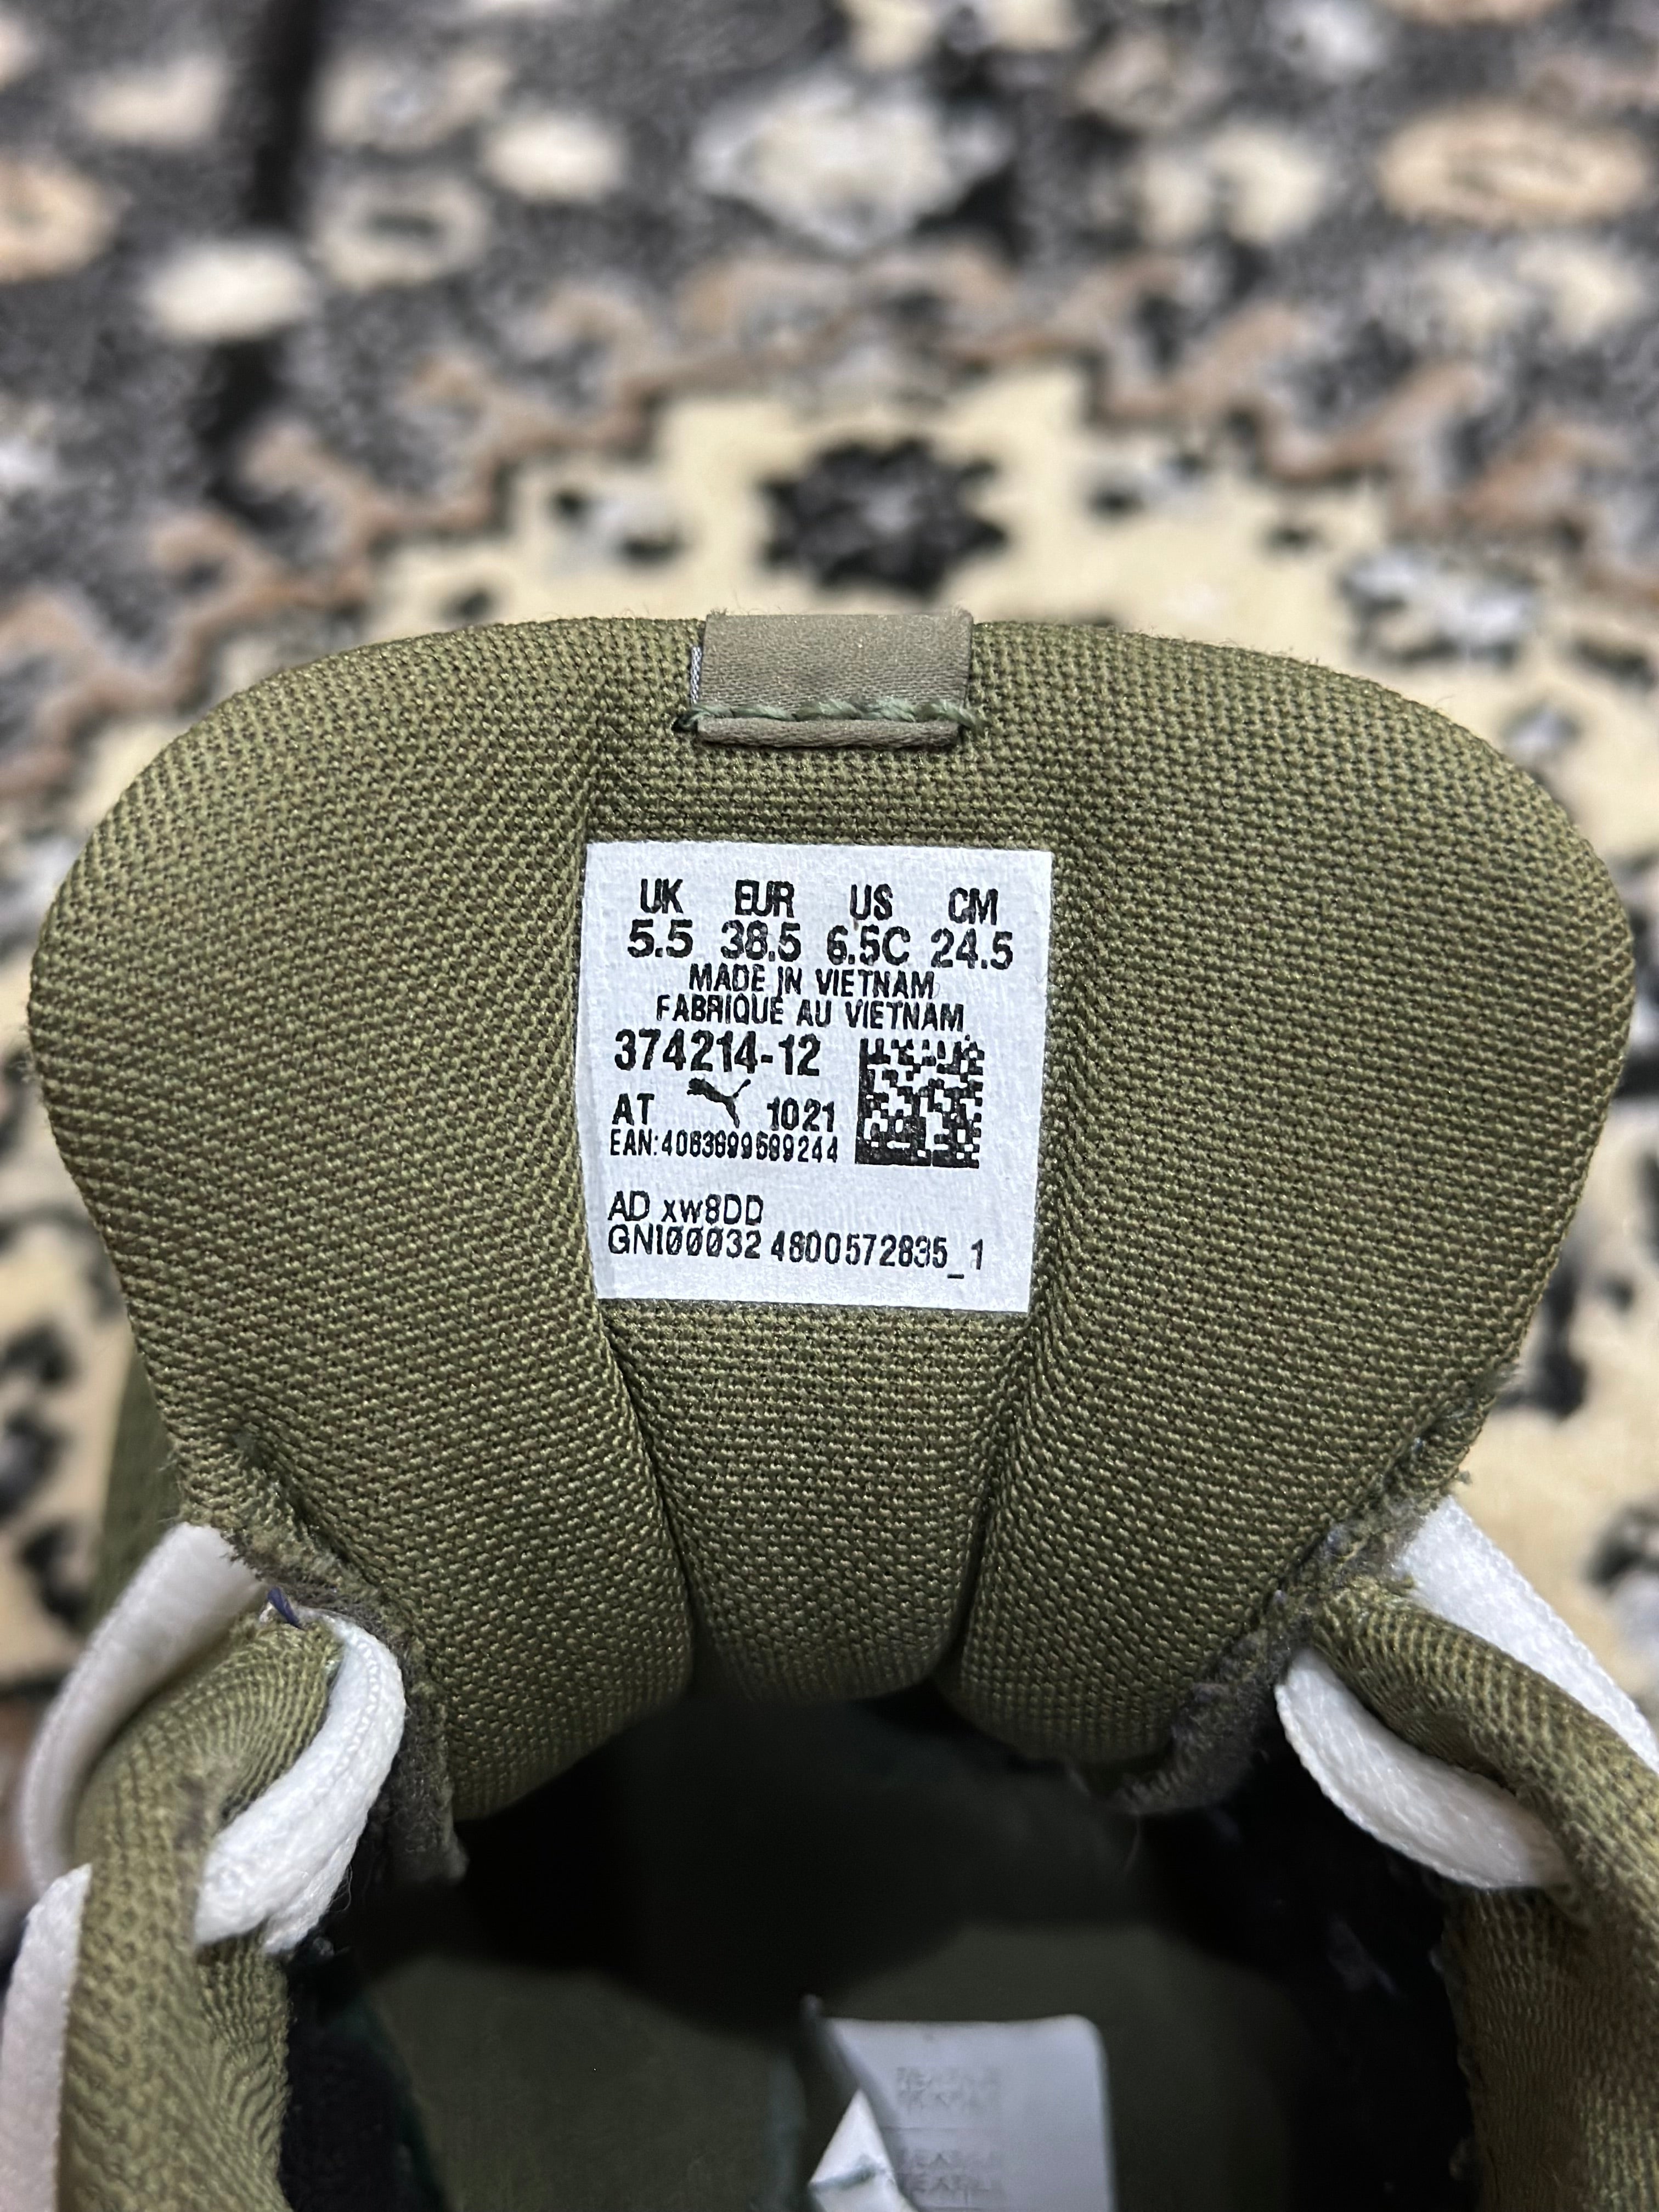 UK EUR US CM
5.5 38.5 6.5C 24.5
MADE IN VIETNAM
FABRIQUE AU VIETNAM
374214-12
AT 1021
EAN:4063699689244
AD xw8DD
GNI00032 4800572835_1